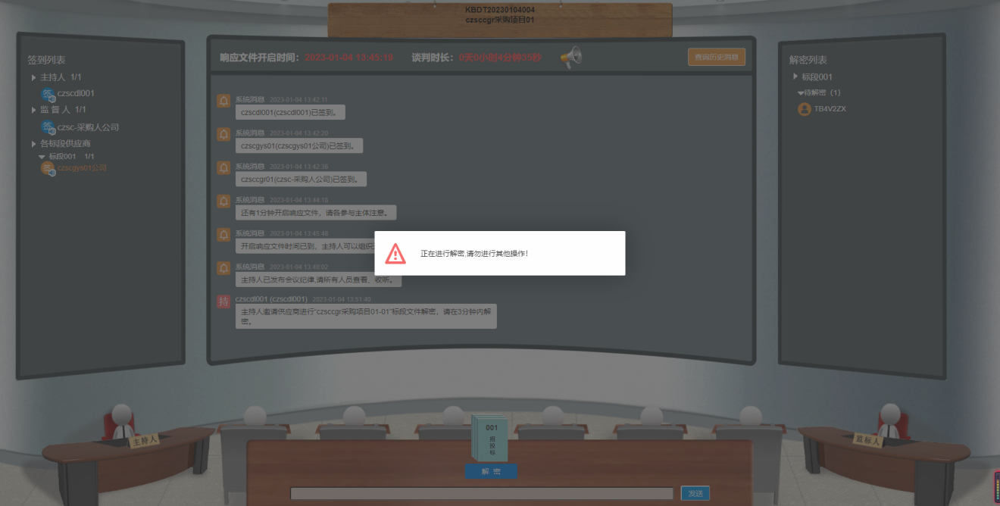 KBDT20230104004
czsccgr采购项目01
签到列表
主持人 1/1
签 czscdl001
监 督 人 1/1
签 czsc-采购人公司
各标段供应商
标段001 1/1
签 czscgys01公司
响应文件开启时间： 2023-01-04 13:45:19 谈判时长： 0天0小时4分钟35秒
查询历史消息
系统消息 2023-01-04 13:42:11
czscdl001(czscdl001)已签到。
系统消息 2023-01-04 13:42:20
czscgys01(czscgys01公司)已签到。
系统消息 2023-01-04 13:42:36
czsccgr01(czsc-采购人公司)已签到。
系统消息 2023-01-04 13:44:18
还有1分钟开启响应文件，请各参与主体注意。
系统消息 2023-01-04 13:45:48
开启响应文件时间已到，主持人可以组织
系统消息 2023-01-04 13:48:02
主持人已发布会议纪律,请所有人员查看、收听。
持 czscdl001 (czscdl001) 2023-01-04 13:51:40
主持人邀请供应商进行“czsccgr采购项目01-01”标段文件解密，请在3分钟内解
密。
正在进行解密,请勿进行其他操作!
解密列表
标段001
待解密（1）
TB4V2ZX
主持人
监标人
001
招
投
标
解 密
发送